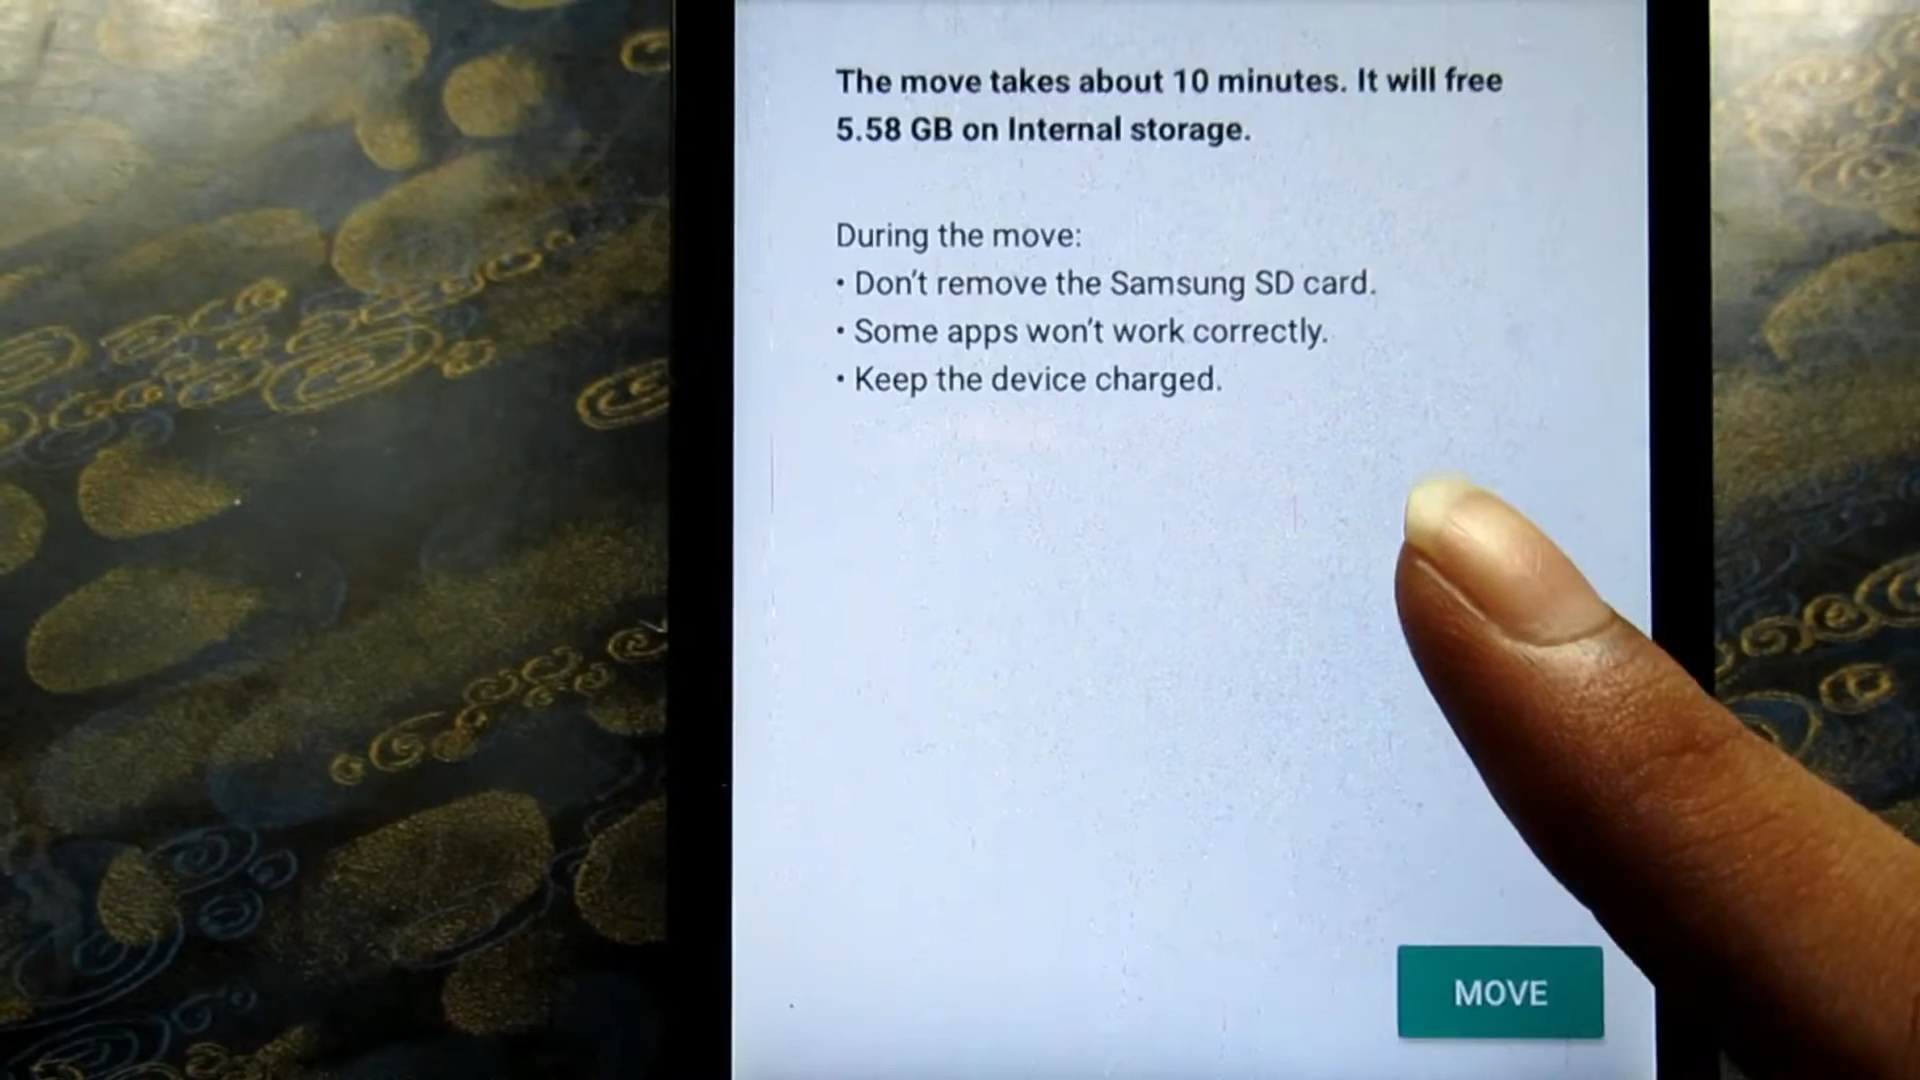 The move takes about 10 minutes. It will free
5.58 GB on Internal storage.
During the move:
• Don't remove the Samsung SD card.
• Some apps won't work correctly.
• Keep the device charged.
MOVE